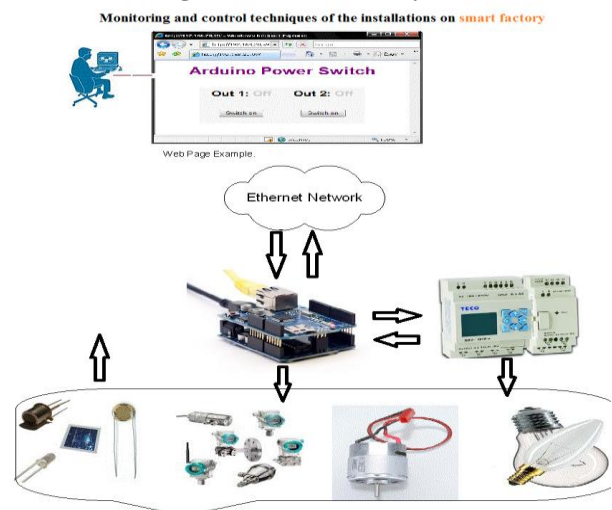 Monitoring and control techniques of the installations on smart factory
Arduino Power Switch
Out 1: Off Out 2: Off
Switch on Switch on
Web Page Example.
Ethernet Network
TECO